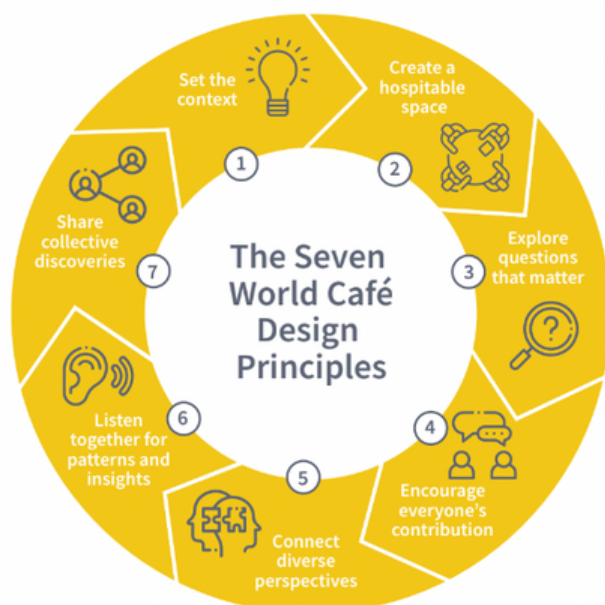 The Seven
World Café
Design
Principles
1
Set the
context
2
Create a
hospitable
space
3
Explore
questions
that matter
?
4
Encourage
everyone's
contribution
5
Connect
diverse
perspectives
6
Listen
together for
patterns and
insights
7
Share
collective
discoveries